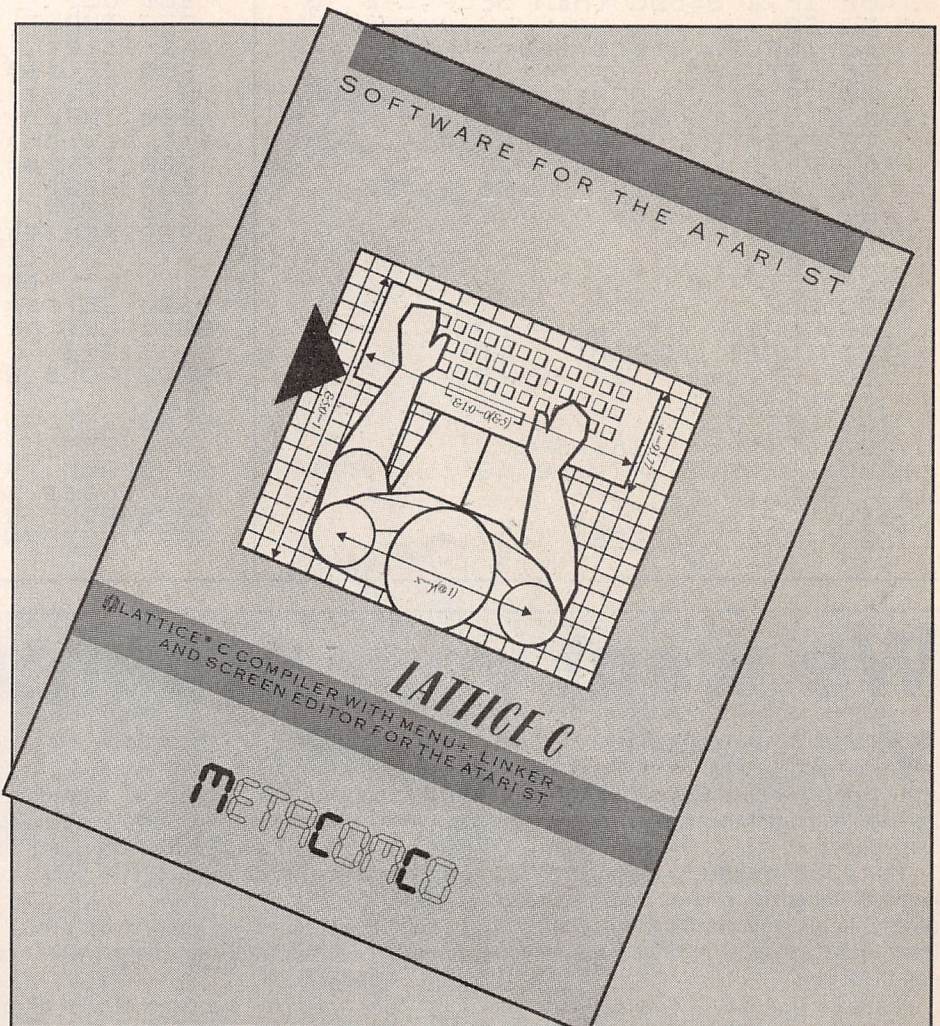 SOFTWARE FOR THE ATARI ST
LATTICE C
LATTICE® C COMPILER WITH MENU+, LINKER
AND SCREEN EDITOR FOR THE ATARI ST
METACOMCO